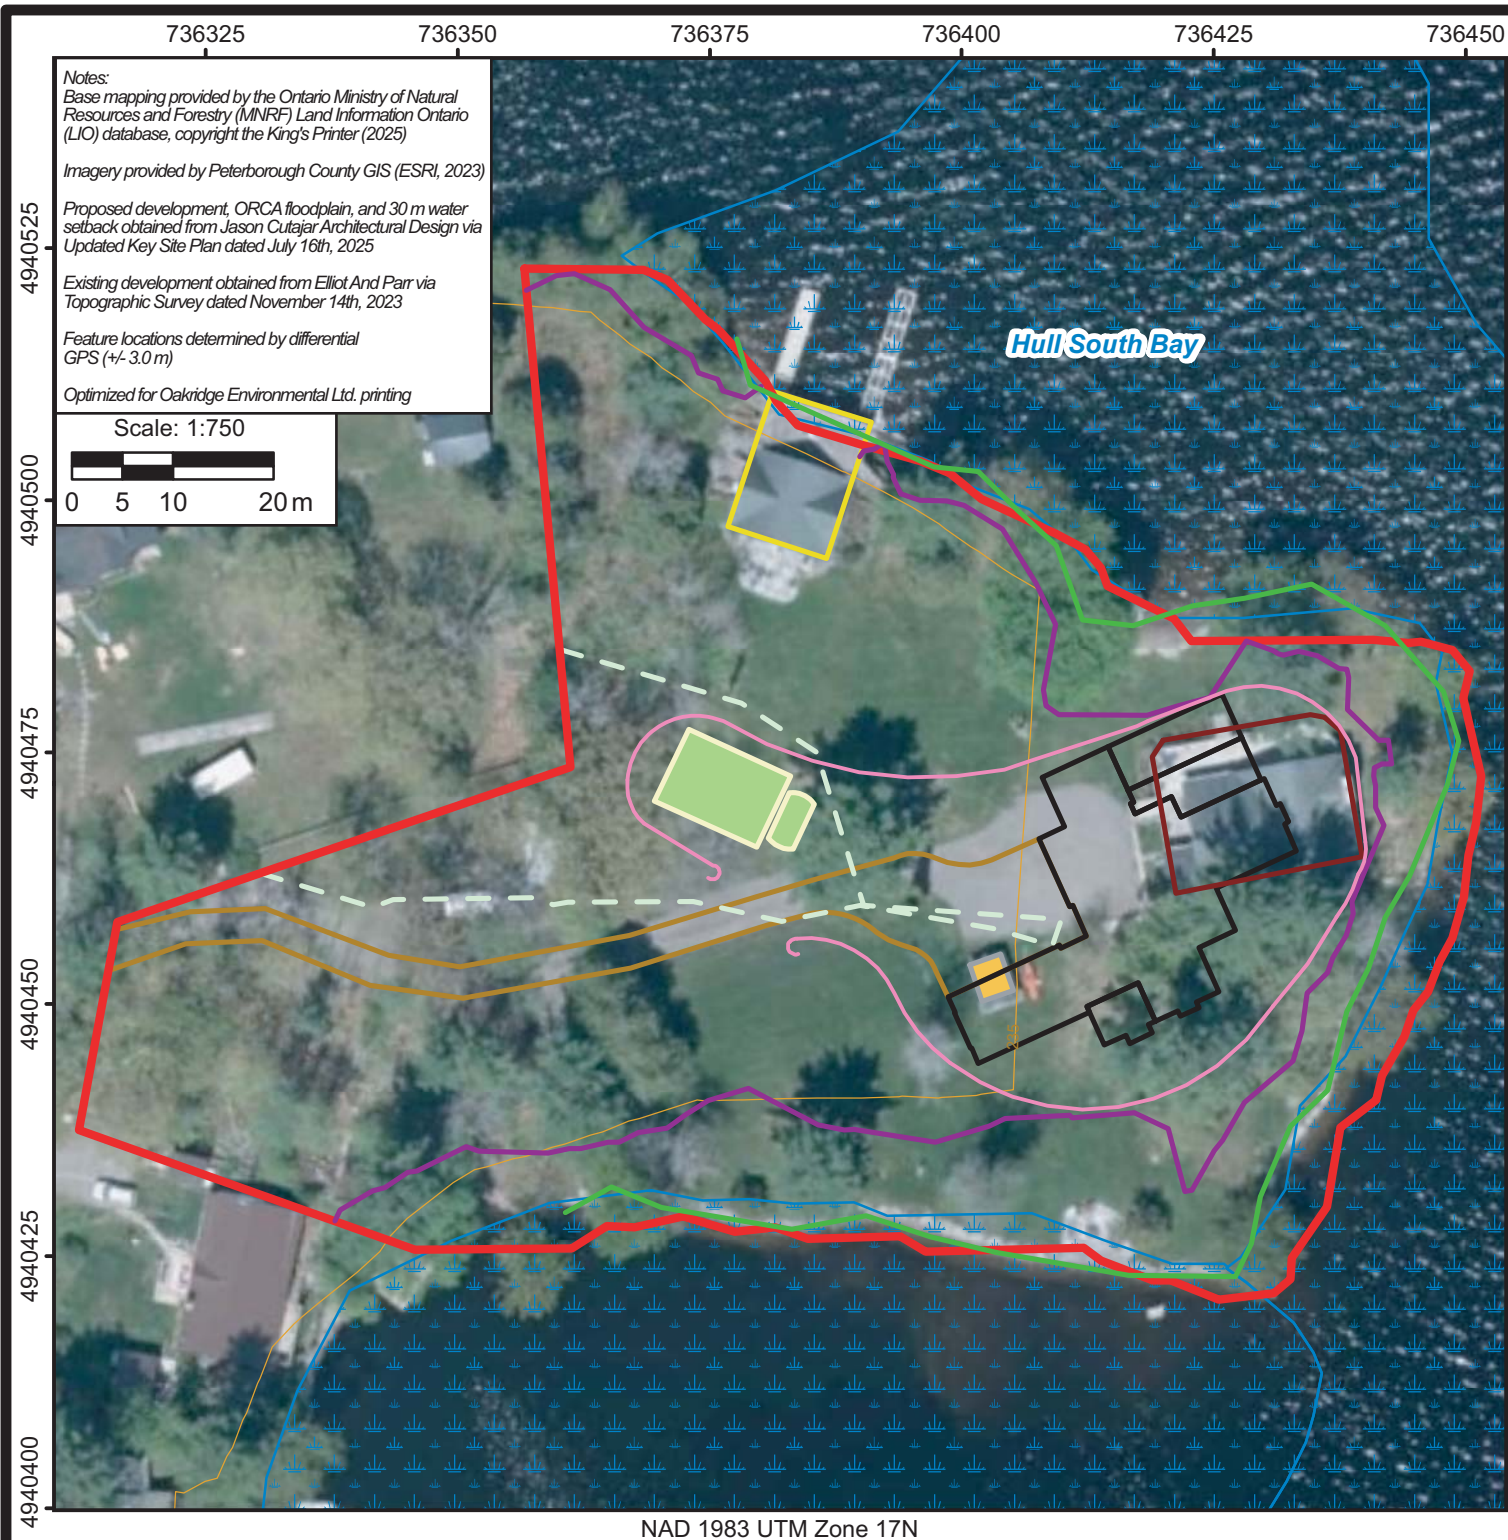 736325 736350 736375 736400 736425 736450
Notes:
Base mapping provided by the Ontario Ministry of Natural
Resources and Forestry (MNRF) Land Information Ontario
(LIO) database, copyright the King's Printer (2025)
Imagery provided by Peterborough County GIS (ESRI, 2023)
Proposed development, ORCA floodplain, and 30 m water
setback obtained from Jason Cutajar Architectural Design via
Updated Key Site Plan dated July 16th, 2025
Existing development obtained from Elliot And Parr via
Topographic Survey dated November 14th, 2023
Feature locations determined by differential
GPS (+/- 3.0 m)
Optimized for Oakridge Environmental Ltd. printing
Scale: 1:750
0 5 10 20 m
Hull South Bay
4940525
4940500
4940475
4940450
4940425
4940400
NAD 1983 UTM Zone 17N